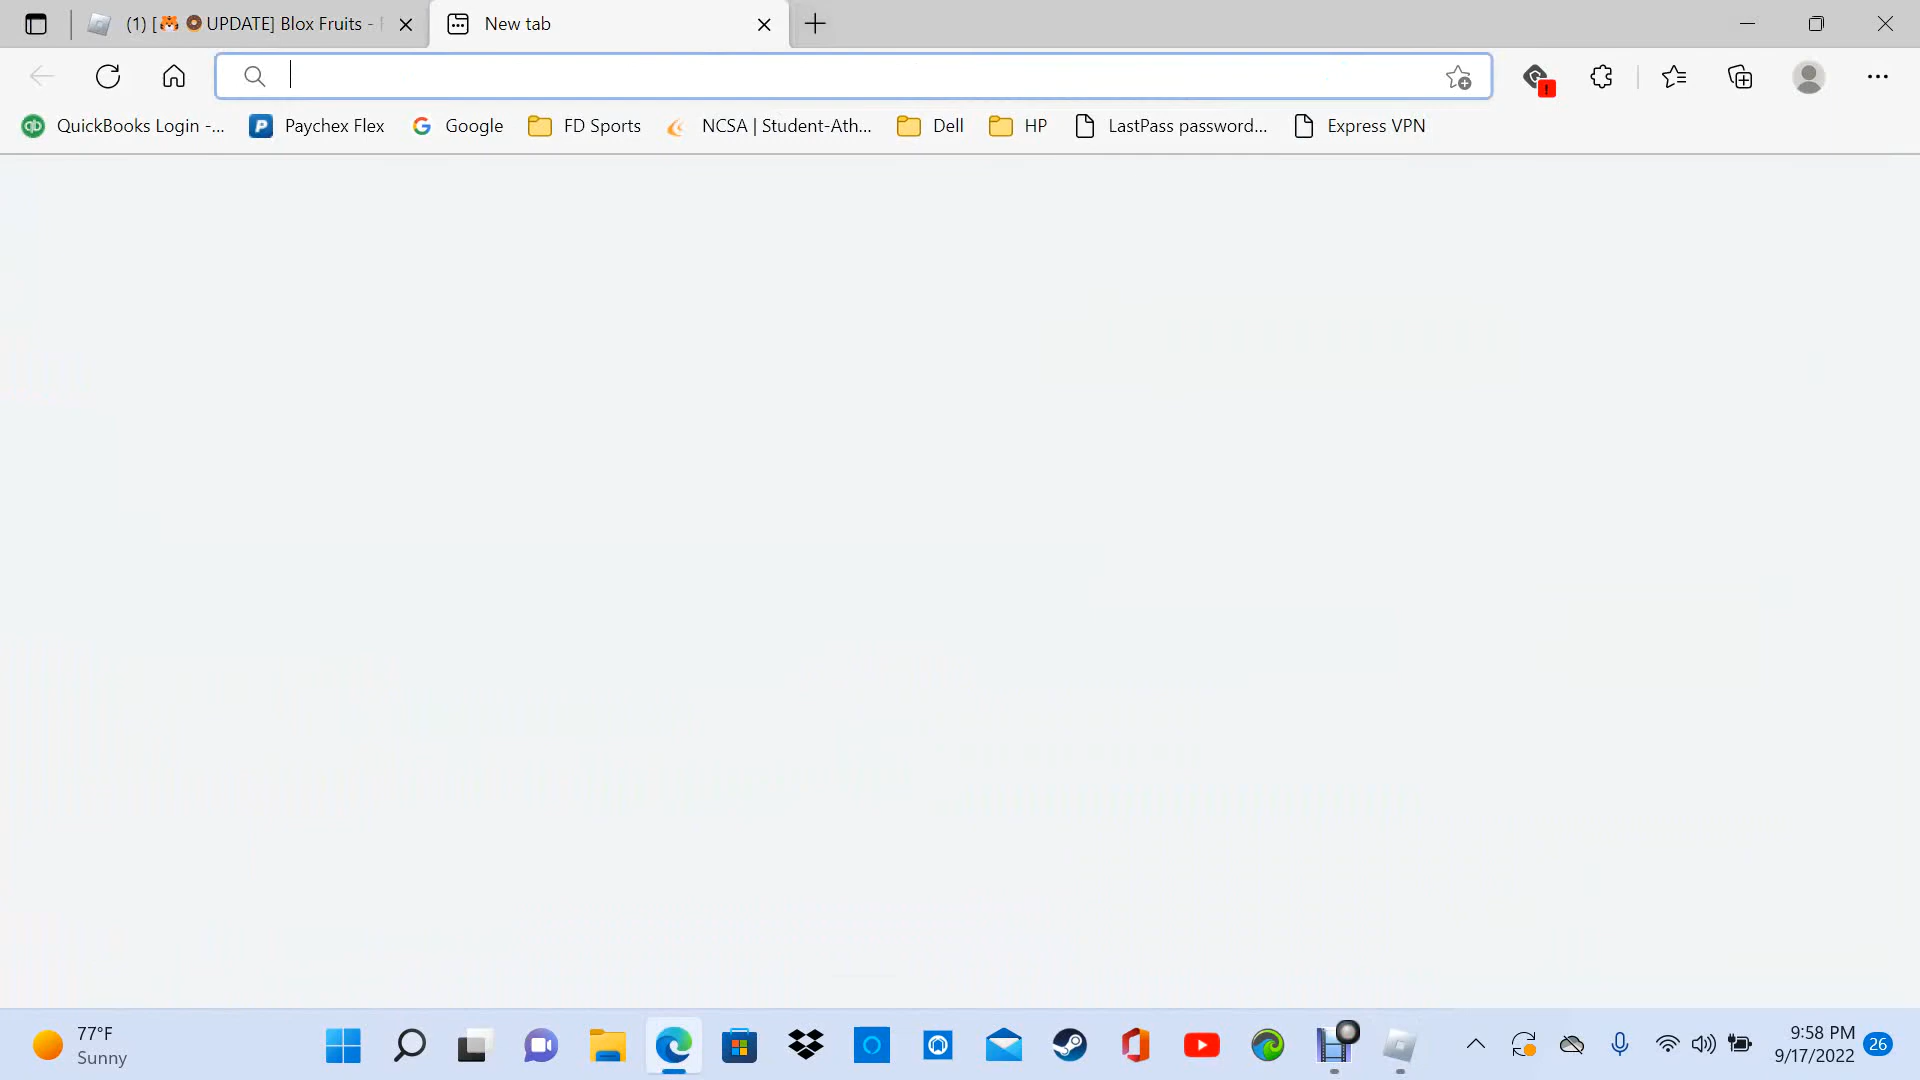 (1) [🐯 🍩 UPDATE] Blox Fruits -
New tab
QuickBooks Login -...
Paychex Flex
Google
FD Sports
NCSA | Student-Ath...
Dell
HP
LastPass password...
Express VPN
77°F
Sunny
9:58 PM
9/17/2022
26